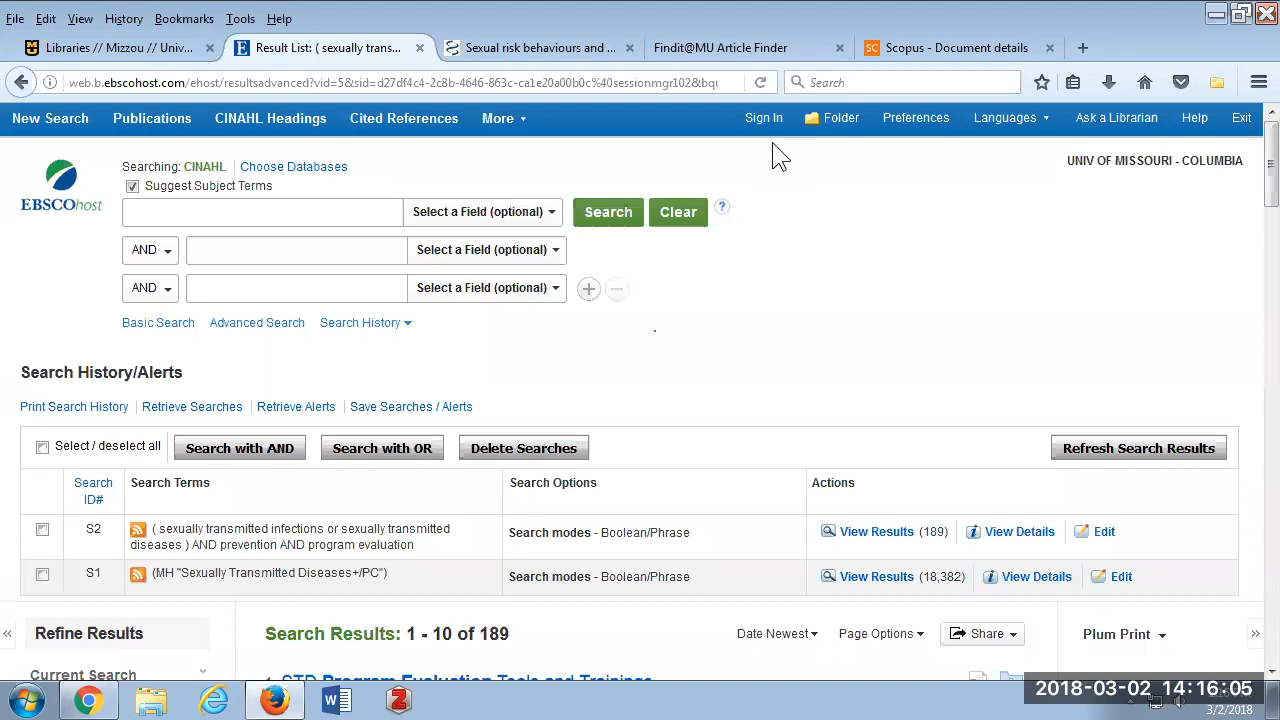 File Edit View History Bookmarks Tools Help
Libraries // Mizzou // Univ...
Result List: ( sexually trans...
Sexual risk behaviours and ...
Findit@MU Article Finder
SC Scopus - Document details
web.b.ebscohost.com/ehost/resultsadvanced?vid=5&sid=d27df4c4-2c8b-4646-863c-ca1e20a00b0c%40sessionmgr102&bqu
Search
New Search Publications CINAHL Headings Cited References More
Sign In Folder Preferences Languages Ask a Librarian Help Exit
EBSCOhost
Searching: CINAHL Choose Databases
UNIV OF MISSOURI - COLUMBIA
Suggest Subject Terms
Select a Field (optional) Search Clear ?
AND Select a Field (optional)
AND Select a Field (optional)
Basic Search Advanced Search Search History
Search History/Alerts
Print Search History Retrieve Searches Retrieve Alerts Save Searches / Alerts
Select / deselect all Search with AND Search with OR Delete Searches Refresh Search Results
Search ID# Search Terms Search Options Actions
S2 ( sexually transmitted infections or sexually transmitted
diseases ) AND prevention AND program evaluation
Search modes - Boolean/Phrase
View Results (189) View Details Edit
S1 (MH "Sexually Transmitted Diseases+/PC")
Search modes - Boolean/Phrase
View Results (18,382) View Details Edit
Refine Results
Current Search
Search Results: 1 - 10 of 189
Date Newest Page Options Share
Plum Print
STD Program Evaluation Tools and Trainings
2018-03-02 14:16:05
3/2/2018